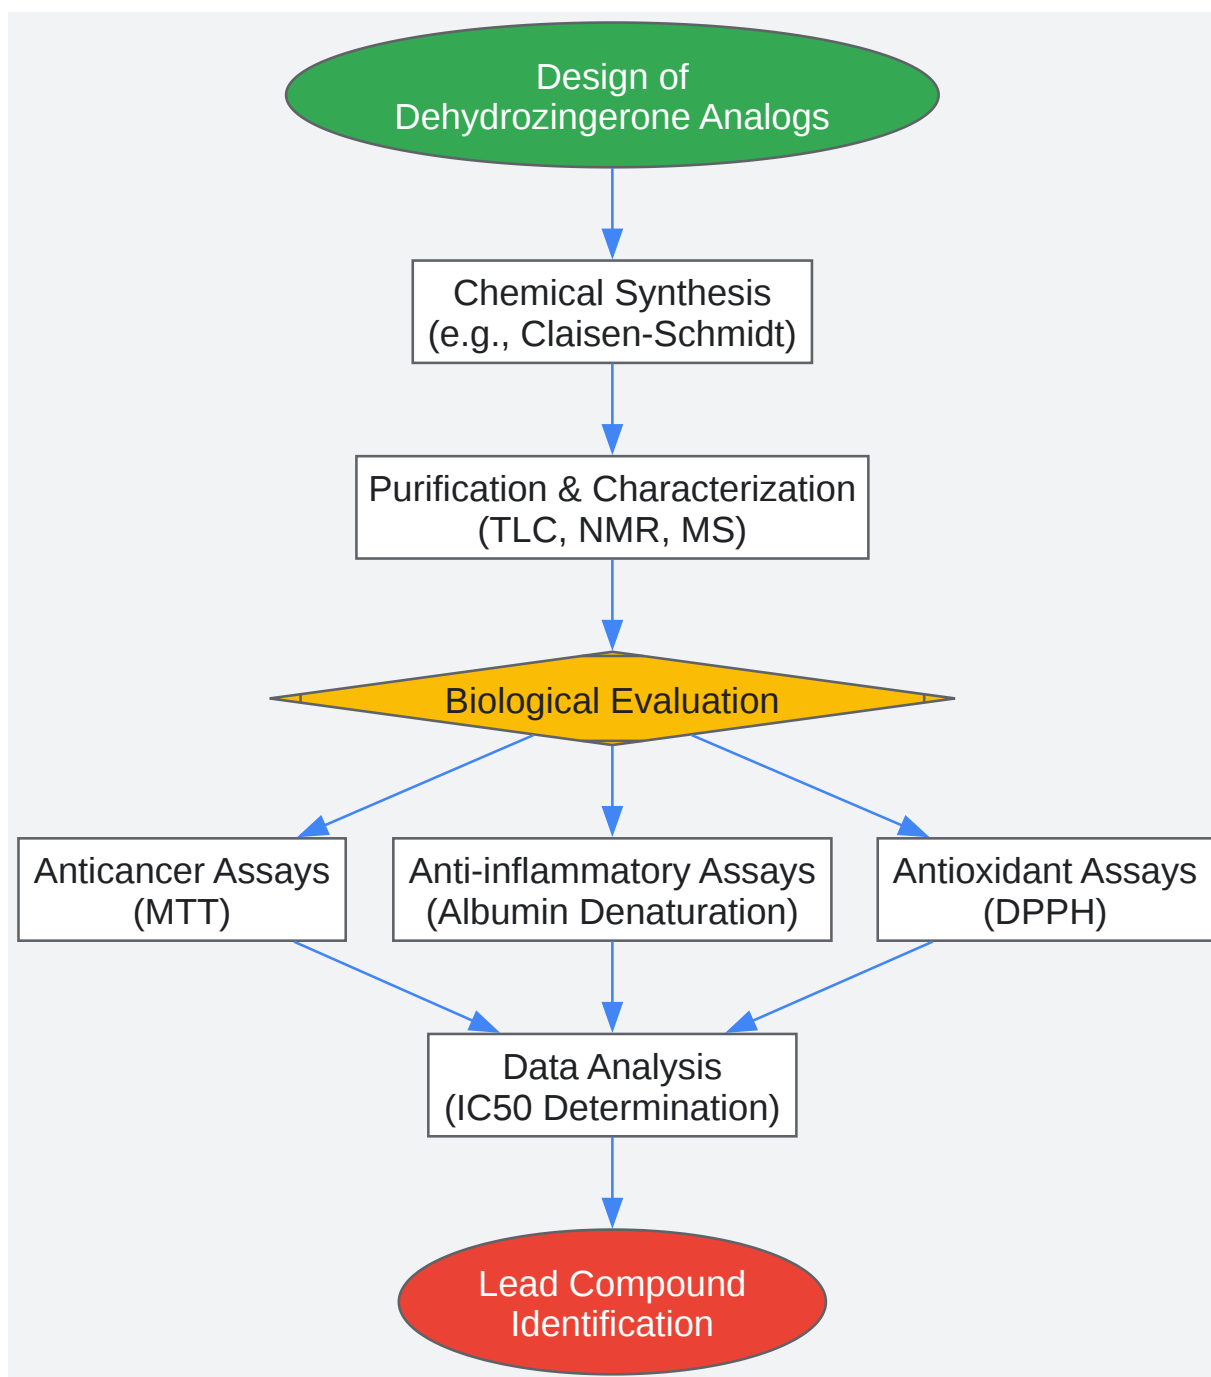 Design of
Dehydrozingerone Analogs
Chemical Synthesis
(e.g., Claisen-Schmidt)
Purification & Characterization
(TLC, NMR, MS)
Biological Evaluation
Anticancer Assays
(MTT)
Anti-inflammatory Assays
(Albumin Denaturation)
Antioxidant Assays
(DPPH)
Data Analysis
(IC50 Determination)
Lead Compound
Identification